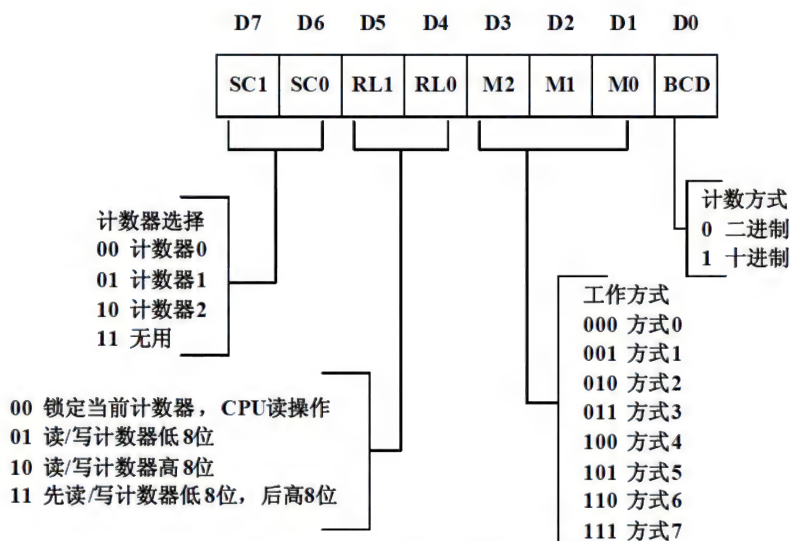 D7 D6 D5 D4 D3 D2 D1 D0
SC1 SC0 RL1 RL0 M2 M1 M0 BCD
计数器选择
00 计数器0
01 计数器1
10 计数器2
11 无用
00 锁定当前计数器，CPU读操作
01 读/写计数器低8位
10 读/写计数器高8位
11 先读/写计数器低8位，后高8位
工作方式
000 方式0
001 方式1
010 方式2
011 方式3
100 方式4
101 方式5
110 方式6
111 方式7
计数方式
0 二进制
1 十进制